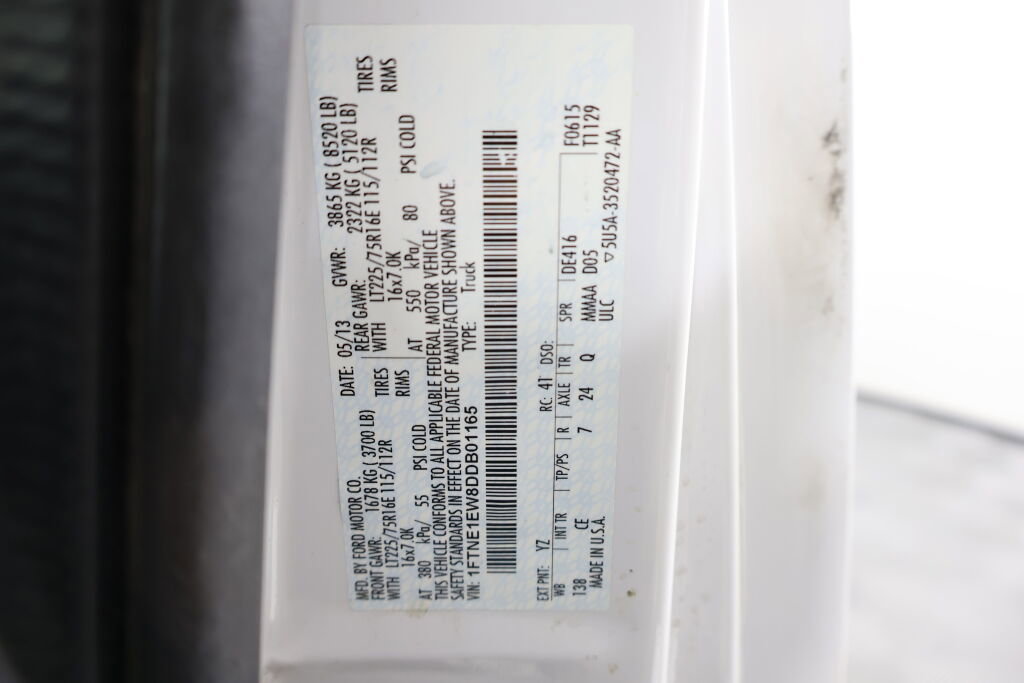 MFD. BY FORD MOTOR CO. DATE: 05/13 GVWR: 3865 KG ( 8520 LB)
FRONT GAWR: 1678 KG ( 3700 LB) REAR GAWR: 2322 KG ( 5120 LB)
WITH LT225/75R16E 115/112R TIRES WITH LT225/75R16E 115/112R TIRES
16x7.0K RIMS 16x7.0K RIMS
AT 380 kPa/ 55 PSI COLD AT 550 kPa/ 80 PSI COLD
THIS VEHICLE CONFORMS TO ALL APPLICABLE FEDERAL MOTOR VEHICLE
SAFETY STANDARDS IN EFFECT ON THE DATE OF MANUFACTURE SHOWN ABOVE.
VIN: 1FTNE1EW8DDB01165 TYPE: Truck
EXT PNT: YZ RC: 41 DSO: F0615
WB INT TR TP/PS R AXLE TR SPR DE416 T1129
138 CE 7 24 Q MMAA D05
MADE IN U.S.A. ULC ▽5U5A-3520472-AA